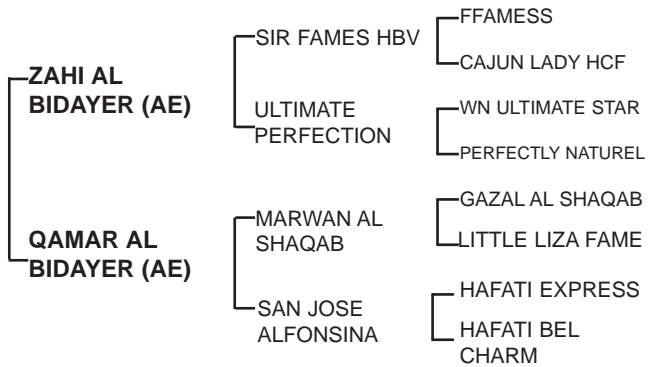 FFAMESS
SIR FAMES HBV
CAJUN LADY HCF
ZAHI AL
BIDAYER (AE)
ULTIMATE
PERFECTION
WN ULTIMATE STAR
PERFECTLY NATUREL
GAZAL AL SHAQAB
MARWAN AL
SHAQAB
LITTLE LIZA FAME
QAMAR AL
BIDAYER (AE)
HAFATI EXPRESS
SAN JOSE
ALFONSINA
HAFATI BEL
CHARM